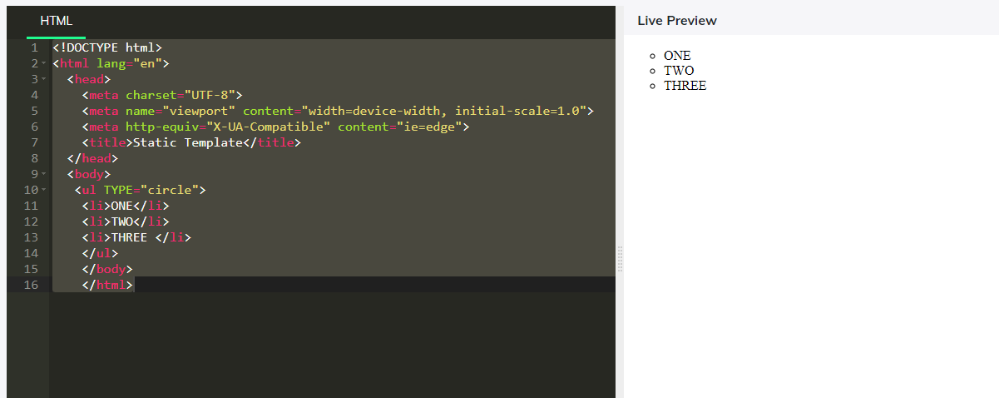 HTML
1 <!DOCTYPE html>
2 <html lang="en">
3   <head>
4     <meta charset="UTF-8">
5     <meta name="viewport" content="width=device-width, initial-scale=1.0">
6     <meta http-equiv="X-UA-Compatible" content="ie=edge">
7     <title>Static Template</title>
8   </head>
9   <body>
10    <ul TYPE="circle">
11     <li>ONE</li>
12     <li>TWO</li>
13     <li>THREE </li>
14     </ul>
15     </body>
16     </html>
Live Preview
ONE
TWO
THREE